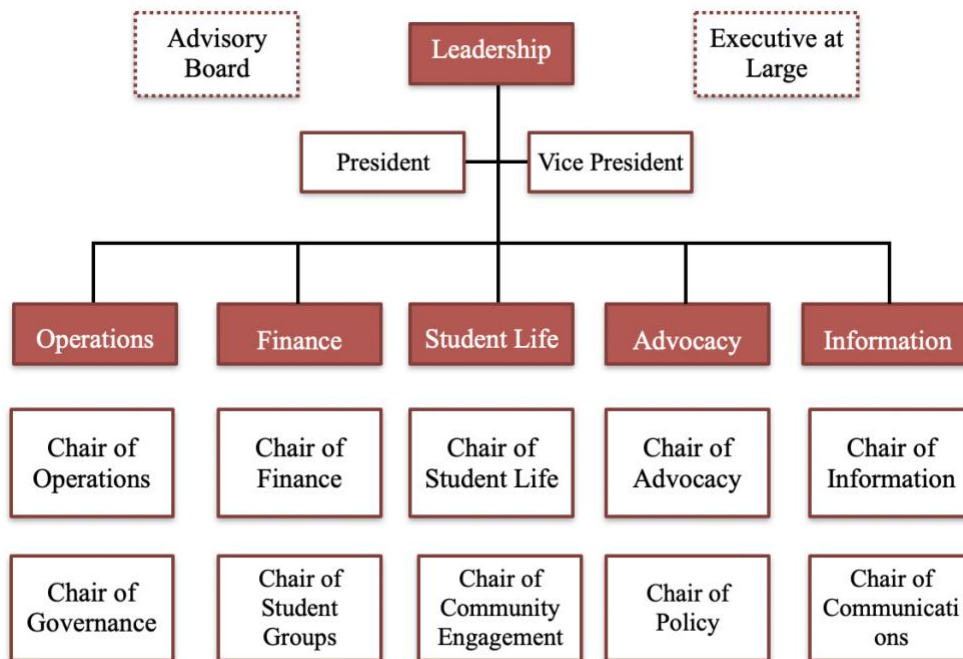 Advisory
Board
Leadership
Executive at
Large
President
Vice President
Operations
Finance
Student Life
Advocacy
Information
Chair of
Operations
Chair of
Finance
Chair of
Student Life
Chair of
Advocacy
Chair of
Information
Chair of
Governance
Chair of
Student
Groups
Chair of
Community
Engagement
Chair of
Policy
Chair of
Communicati
ons